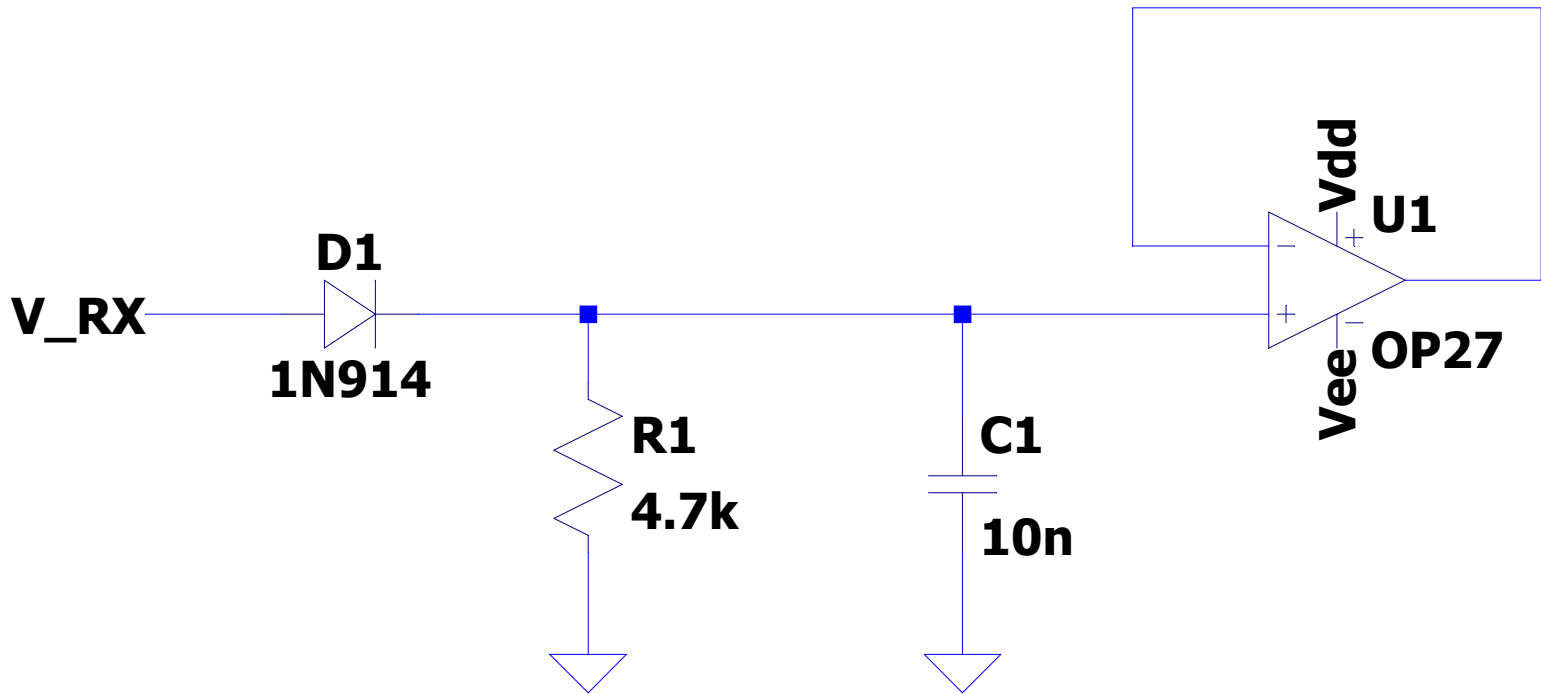 V_RX
D1
1N914
R1
4.7k
C1
10n
Vdd
U1
Vee
OP27